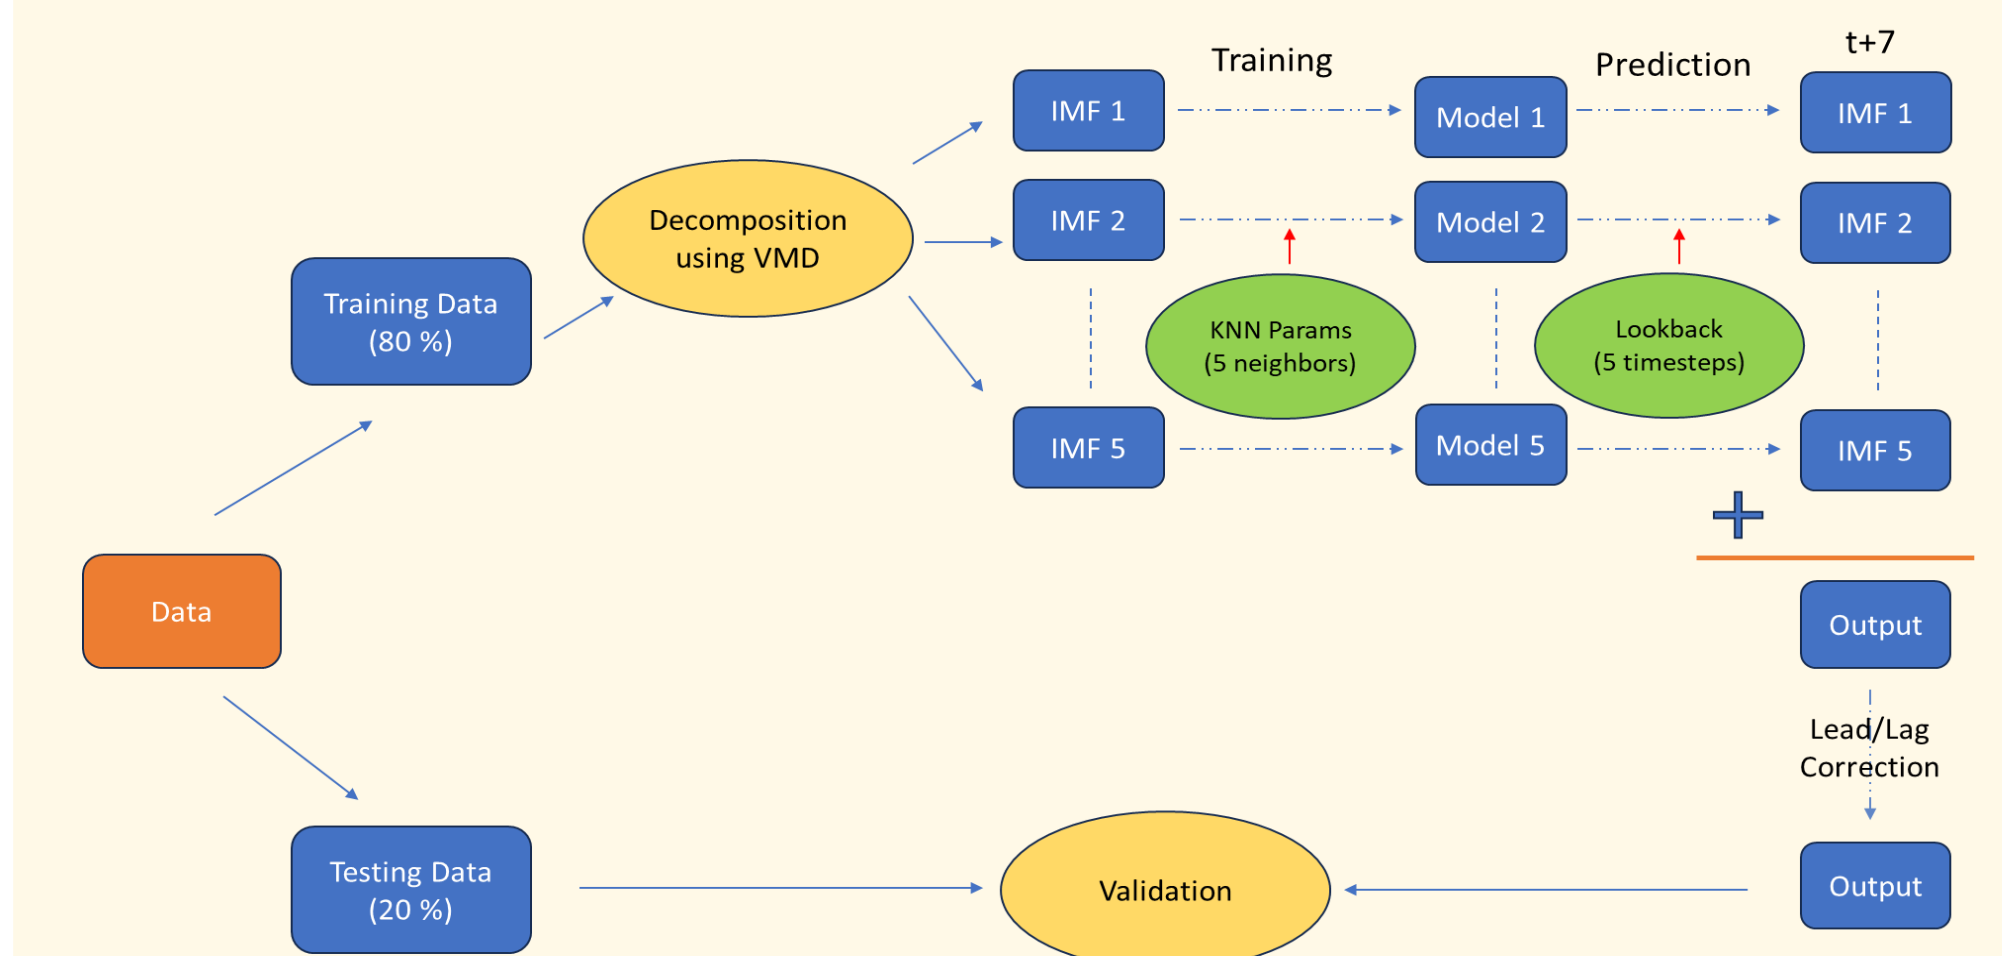 t+7
Training
Prediction
IMF 1
Model 1
IMF 1
Decomposition
using VMD
IMF 2
Model 2
IMF 2
Training Data
(80 %)
KNN Params
(5 neighbors)
Lookback
(5 timesteps)
IMF 5
Model 5
IMF 5
+
Data
Output
Lead/Lag
Correction
Testing Data
(20 %)
Validation
Output